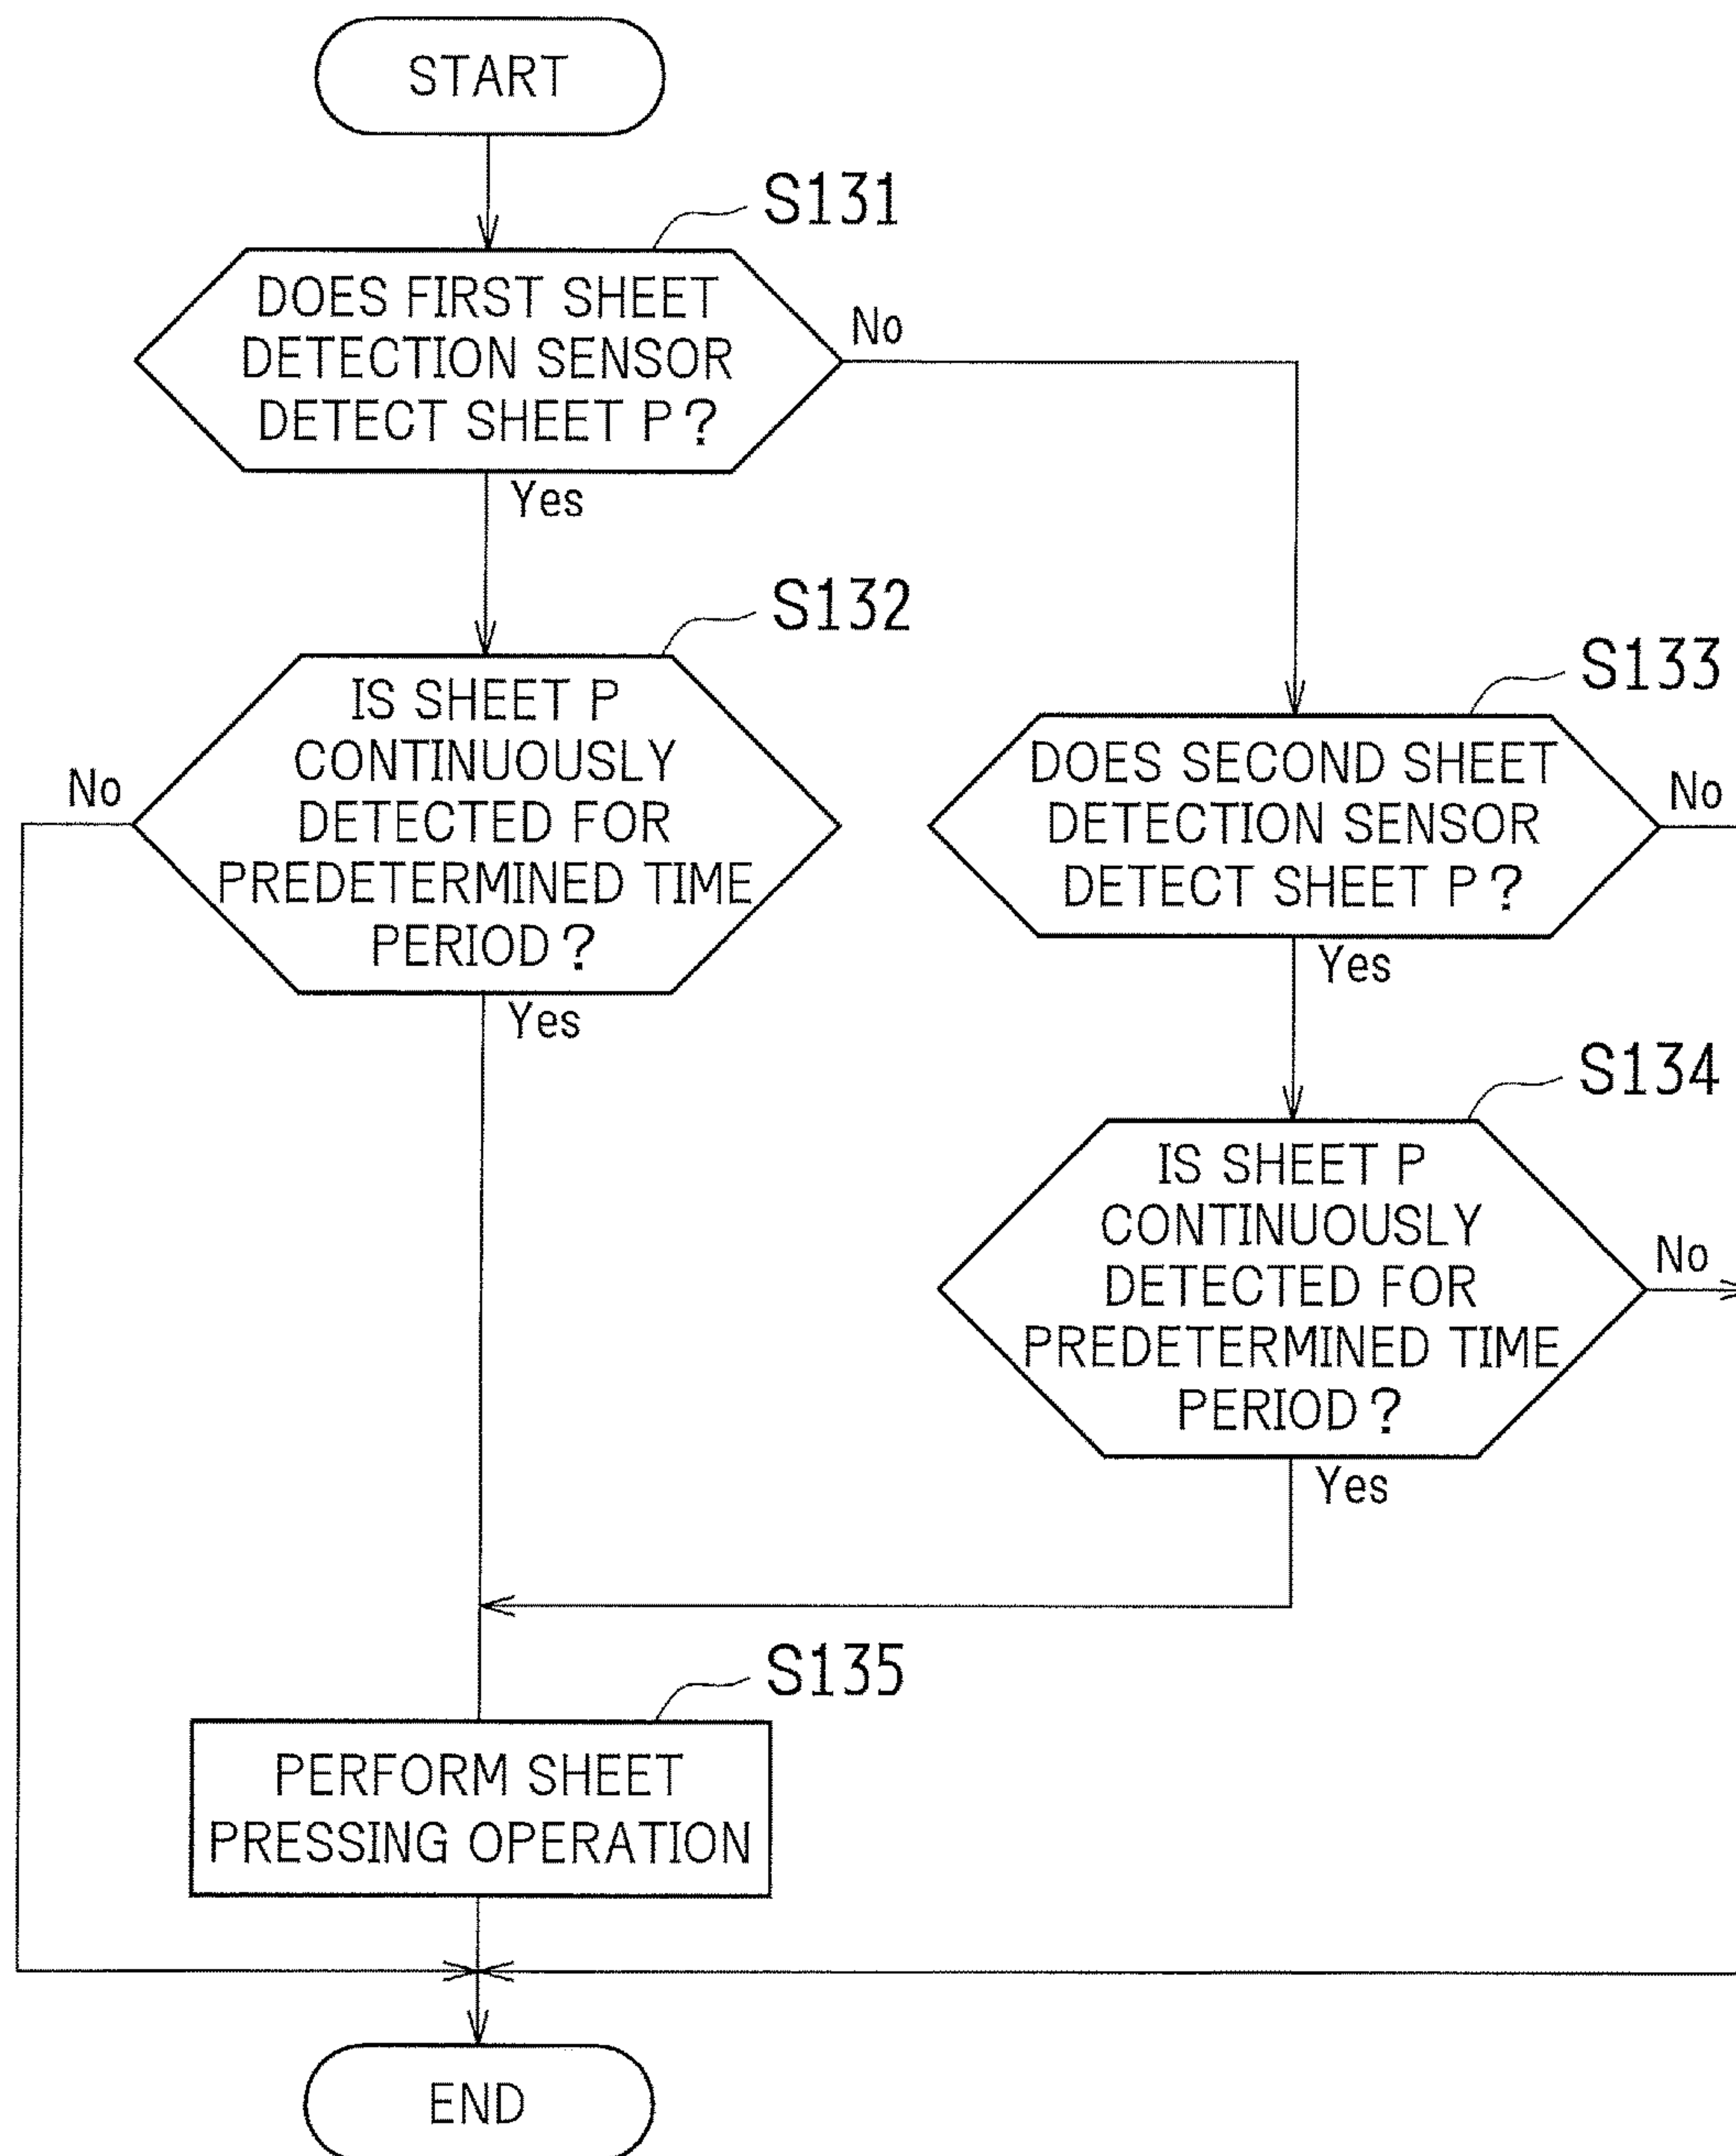 START
S131
DOES FIRST SHEET
DETECTION SENSOR
DETECT SHEET P?
No
Yes
S132
IS SHEET P
CONTINUOUSLY
DETECTED FOR
PREDETERMINED TIME
PERIOD?
No
Yes
S133
DOES SECOND SHEET
DETECTION SENSOR
DETECT SHEET P?
No
Yes
S134
IS SHEET P
CONTINUOUSLY
DETECTED FOR
PREDETERMINED TIME
PERIOD?
No
Yes
S135
PERFORM SHEET
PRESSING OPERATION
END